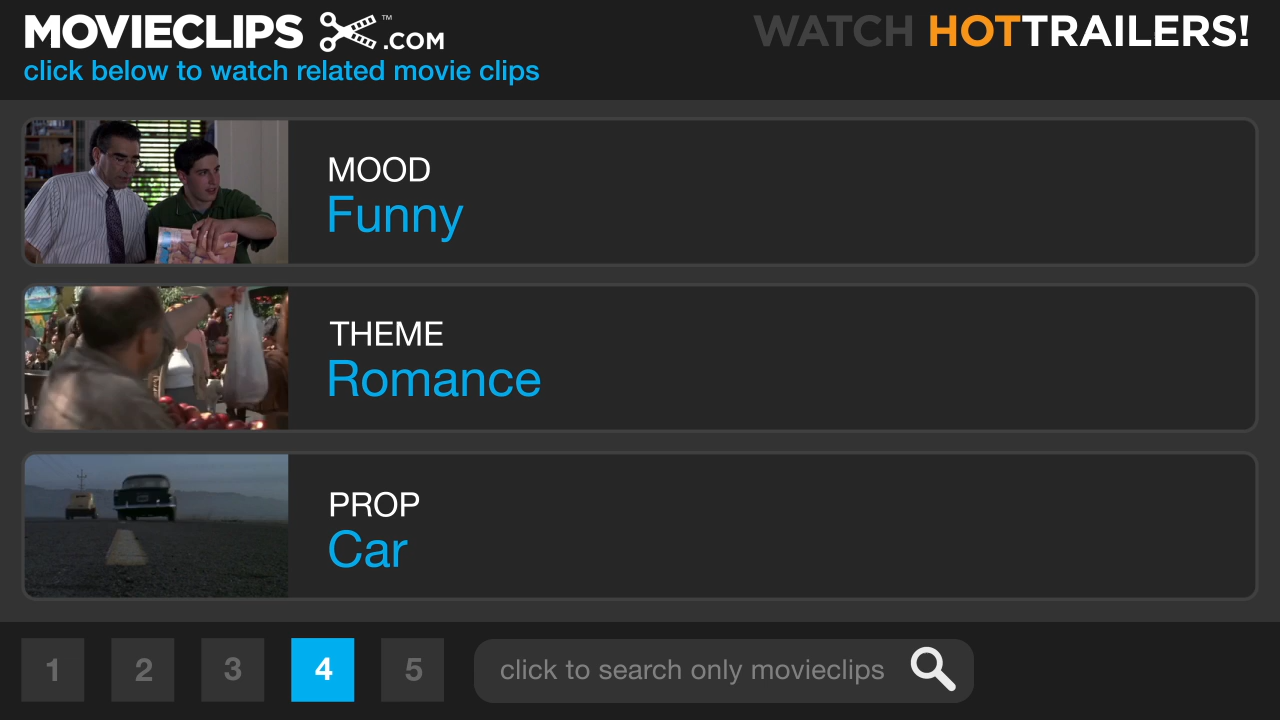 MOVIECLIPS ™ .COM
WATCH HOTTRAILERS!
click below to watch related movie clips
MOOD
Funny
THEME
Romance
PROP
Car
1 2 3 4 5
click to search only movieclips